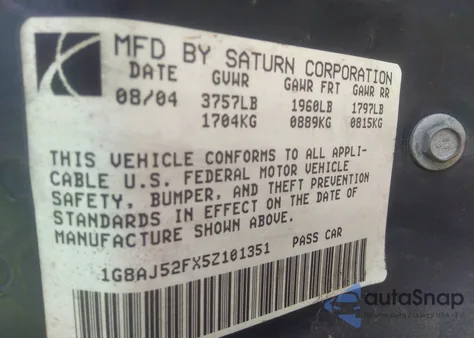 MFD BY SATURN CORPORATION
DATE GVWR GAWR FRT GAWR RR
08/04 3757LB 1960LB 1797LB
1704KG 0889KG 0815KG
THIS VEHICLE CONFORMS TO ALL APPLI-
CABLE U.S. FEDERAL MOTOR VEHICLE
SAFETY, BUMPER, AND THEFT PREVENTION
STANDARDS IN EFFECT ON THE DATE OF
MANUFACTURE SHOWN ABOVE.
1G8AJ52FX5Z101351 PASS CAR
autoSnap